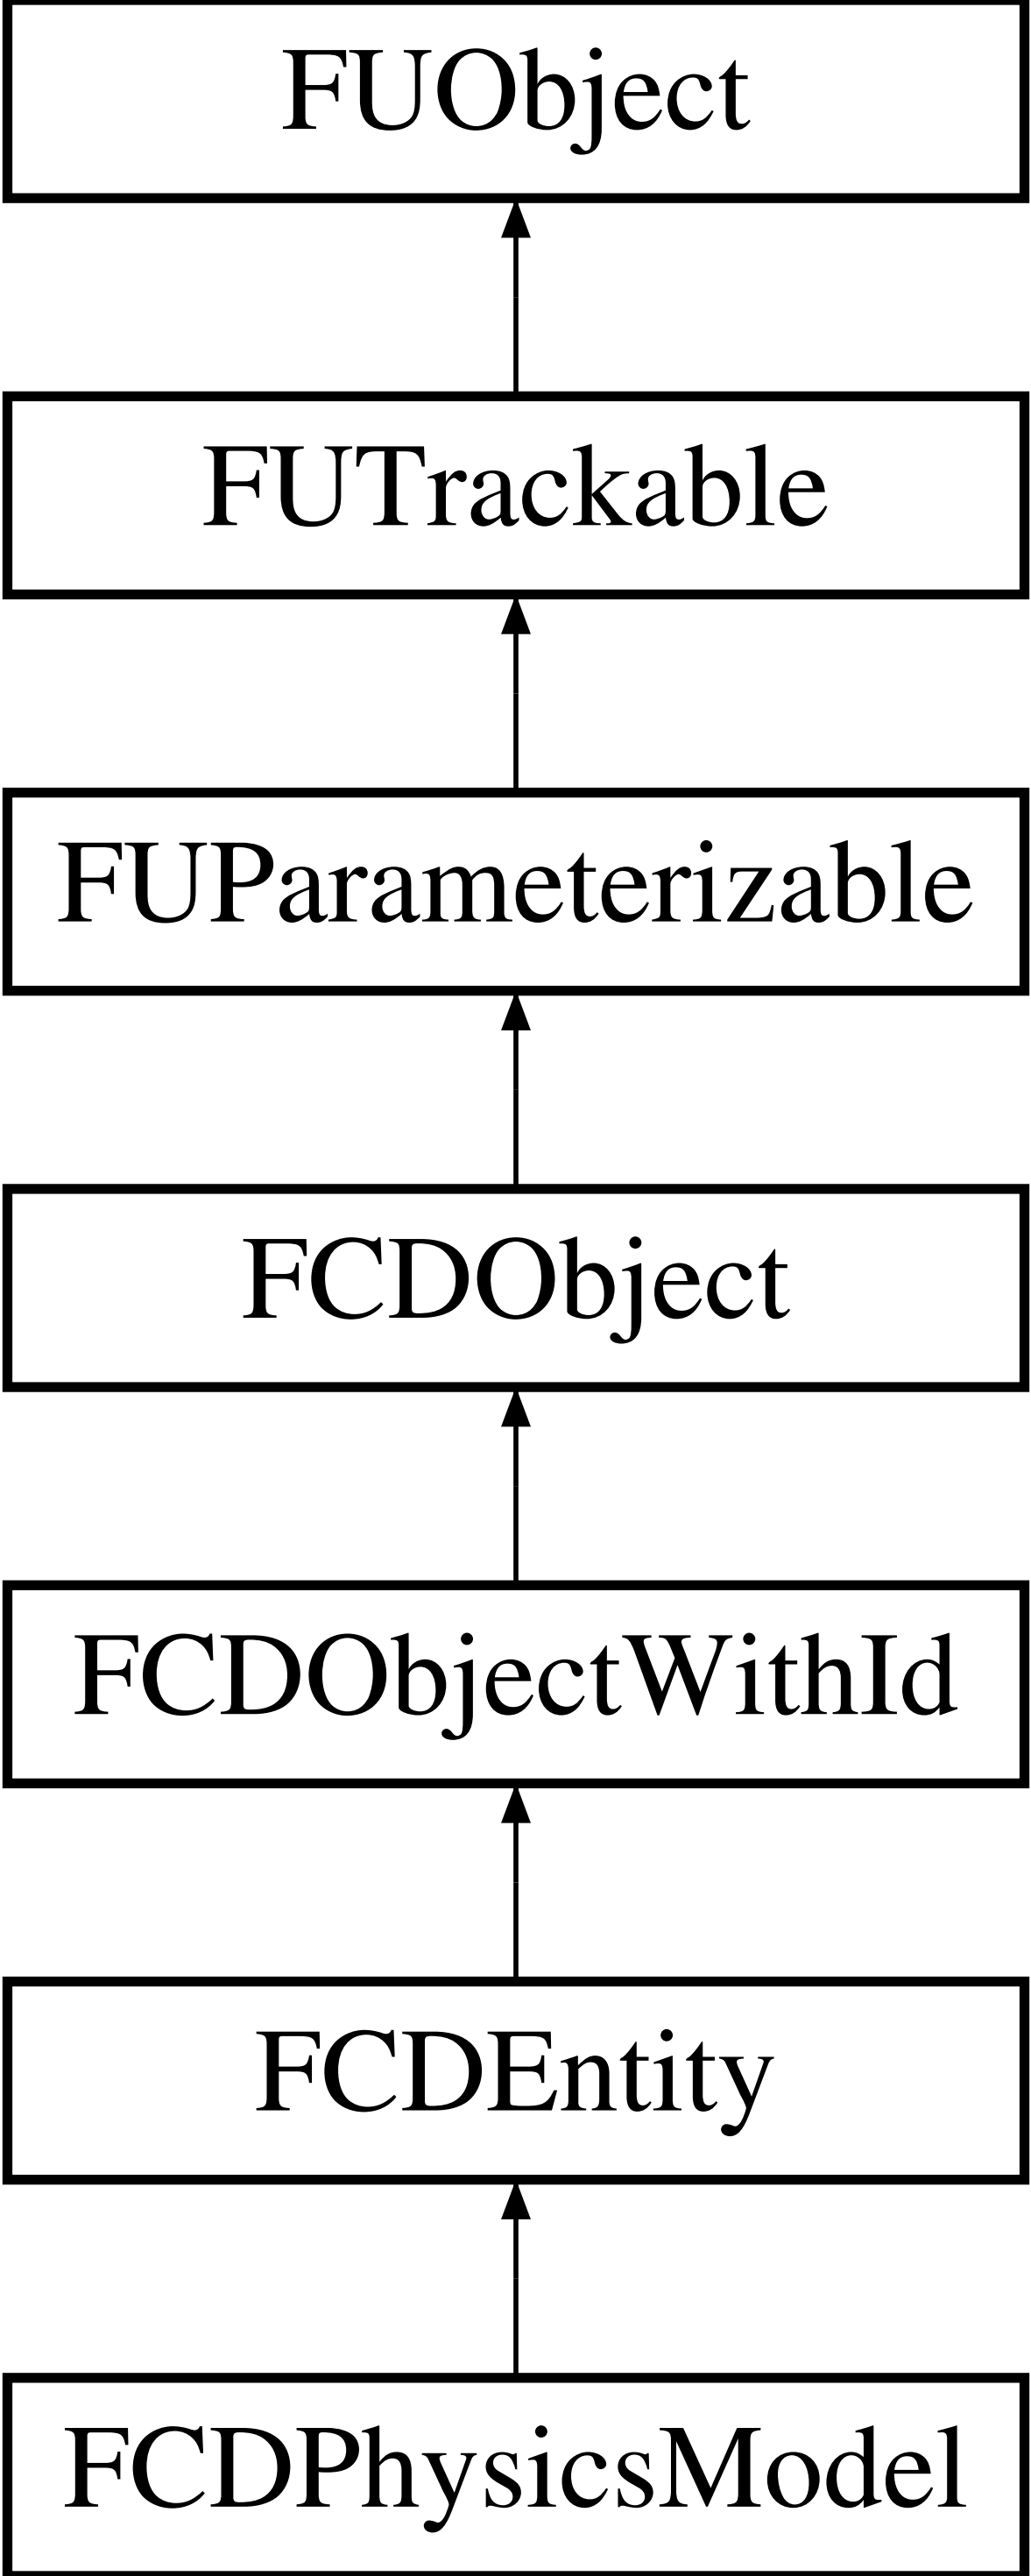 FUObject
FUTrackable
FUParameterizable
FCDObject
FCDObjectWithId
FCDEntity
FCDPhysicsModel